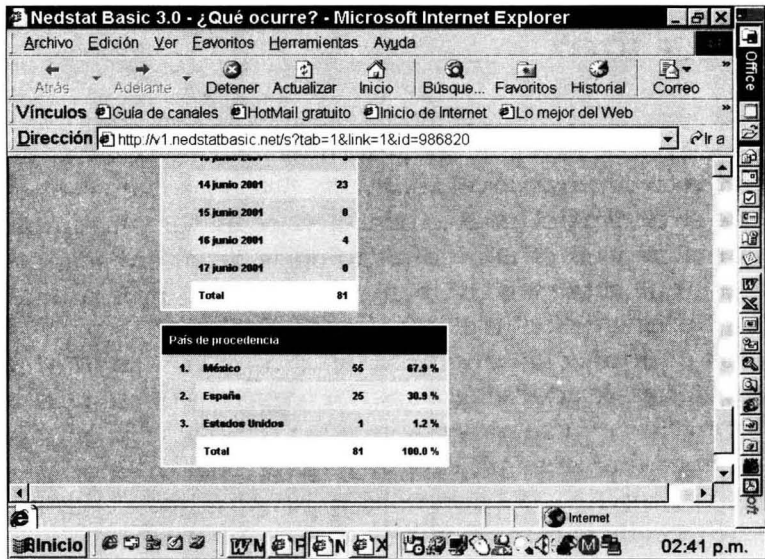 Nedstat Basic 3.0 - ¿Qué ocurre? - Microsoft Internet Explorer
Archivo Edición Ver Favoritos Herramientas Ayuda
Atrás Adelante Detener Actualizar Inicio Búsque... Favoritos Historial Correo
Vínculos Guía de canales HotMail gratuito Inicio de Internet Lo mejor del Web
Dirección http://v1.nedstatbasic.net/s?tab=1&link=1&id=986820 Ir a
14 junio 2001 23
15 junio 2001 0
16 junio 2001 4
17 junio 2001 0
Total 81
País de procedencia
1. México 55 67.9 %
2. España 25 30.9 %
3. Estados Unidos 1 1.2 %
Total 81 100.0 %
Internet
Inicio
02:41 p.m.
Office